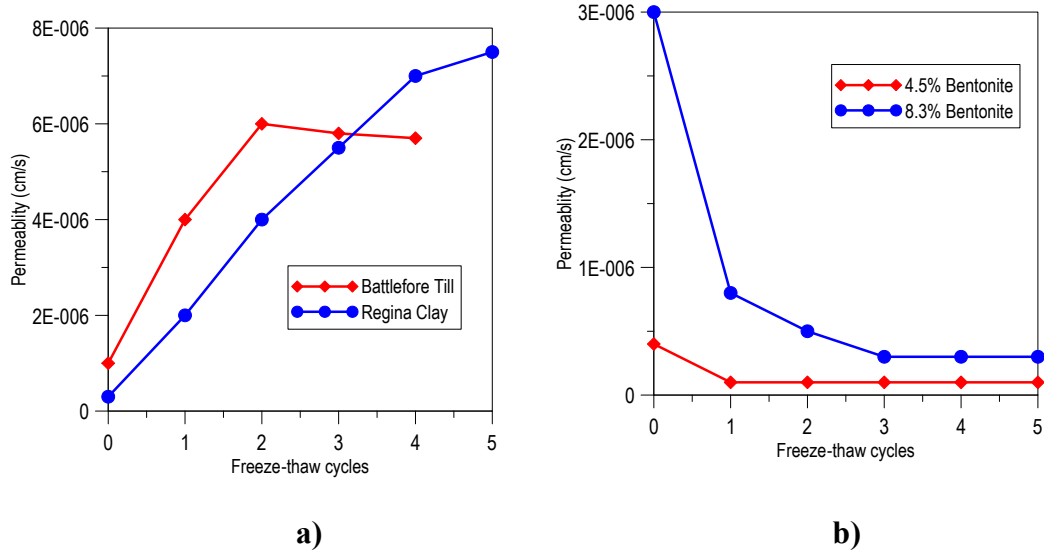 8E-006
6E-006
4E-006
2E-006
0
Permeablity (cm/s)
Battlefore Till
Regina Clay
0 1 2 3 4 5
Freeze-thaw cycles
a)
3E-006
2E-006
1E-006
0
Permeablity (cm/s)
4.5% Bentonite
8.3% Bentonite
0 1 2 3 4 5
Freeze-thaw cycles
b)